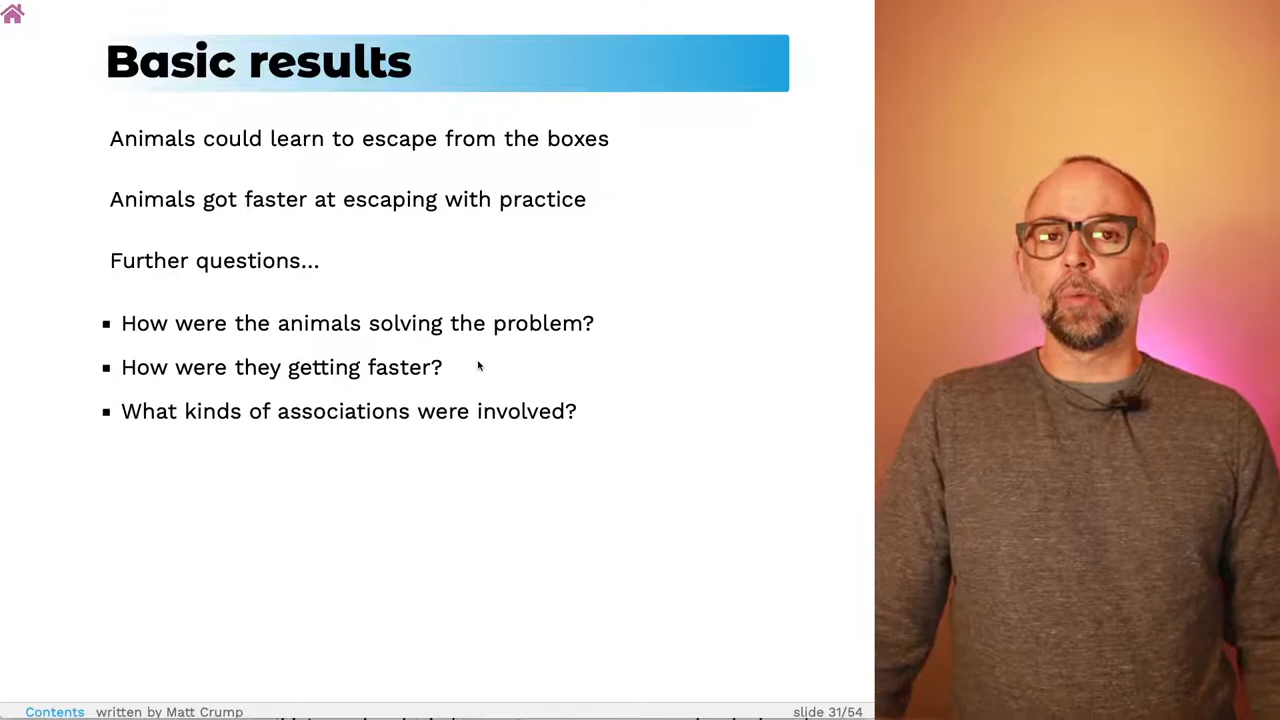 Basic results
Animals could learn to escape from the boxes
Animals got faster at escaping with practice
Further questions...
▪ How were the animals solving the problem?
▪ How were they getting faster?
▪ What kinds of associations were involved?
Contents written by Matt Crump slide 31/54